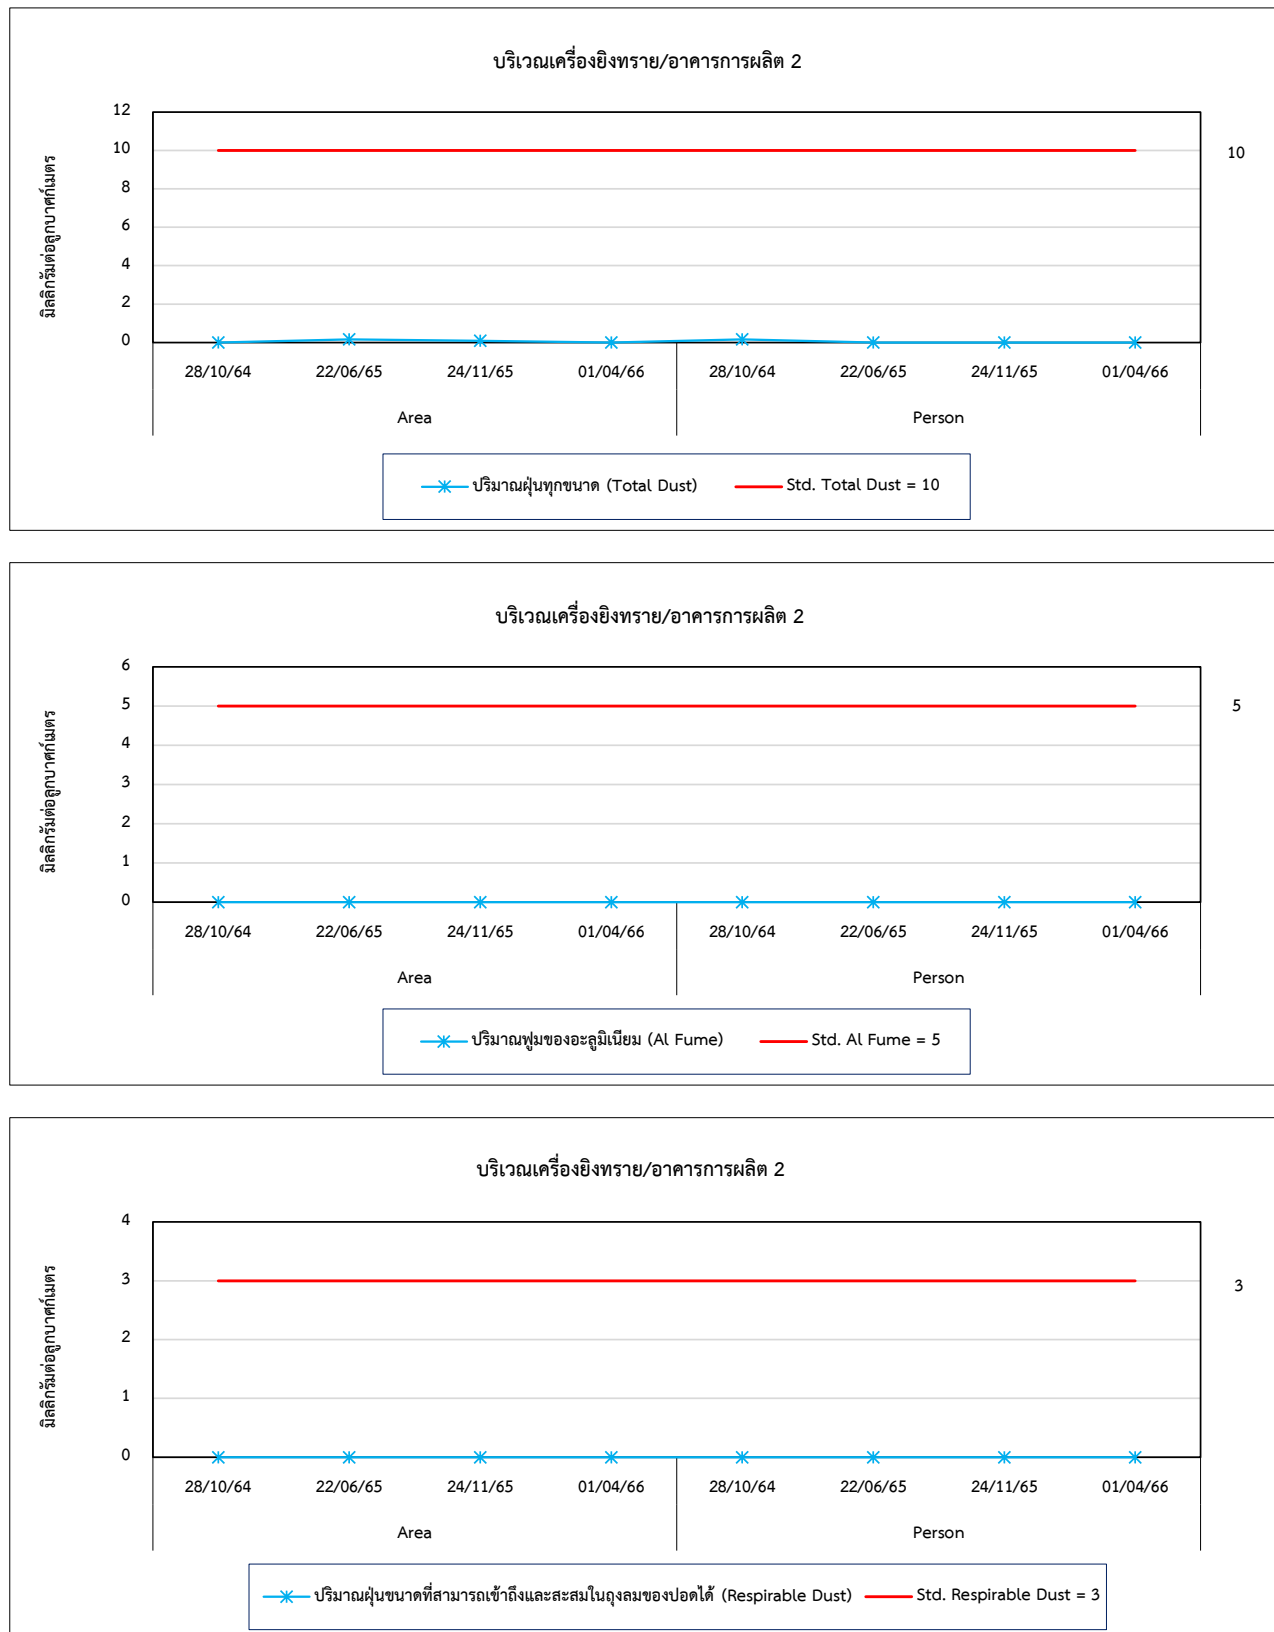 บริเวณเครื่องยิงทราย/อาคารการผลิต 2
มิลลิกรัมต่อลูกบาศก์เมตร
12
10
8
6
4
2
0
10
28/10/64 22/06/65 24/11/65 01/04/66 28/10/64 22/06/65 24/11/65 01/04/66
Area Person
ปริมาณฝุ่นทุกขนาด (Total Dust) Std. Total Dust = 10
บริเวณเครื่องยิงทราย/อาคารการผลิต 2
มิลลิกรัมต่อลูกบาศก์เมตร
6
5
4
3
2
1
0
5
28/10/64 22/06/65 24/11/65 01/04/66 28/10/64 22/06/65 24/11/65 01/04/66
Area Person
ปริมาณฟูมของอะลูมิเนียม (Al Fume) Std. Al Fume = 5
บริเวณเครื่องยิงทราย/อาคารการผลิต 2
มิลลิกรัมต่อลูกบาศก์เมตร
4
3
2
1
0
3
28/10/64 22/06/65 24/11/65 01/04/66 28/10/64 22/06/65 24/11/65 01/04/66
Area Person
ปริมาณฝุ่นขนาดที่สามารถเข้าถึงและสะสมในถุงลมของปอดได้ (Respirable Dust) Std. Respirable Dust = 3